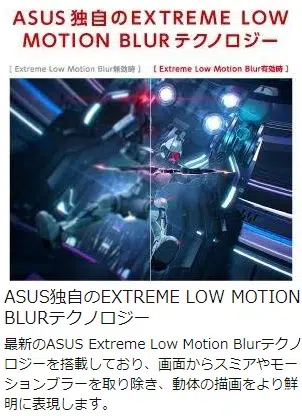 ASUS独自のEXTREME LOW
MOTION BLURテクノロジー
[ Extreme Low Motion Blur無効時 ]
【 Extreme Low Motion Blur有効時 】
ASUS独自のEXTREME LOW MOTION
BLURテクノロジー
最新のASUS Extreme Low Motion Blurテクノ
ロジーを搭載しており、画面からスミアやモ
ーションブラーを取り除き、動体の描画をより鮮
明に表現します。